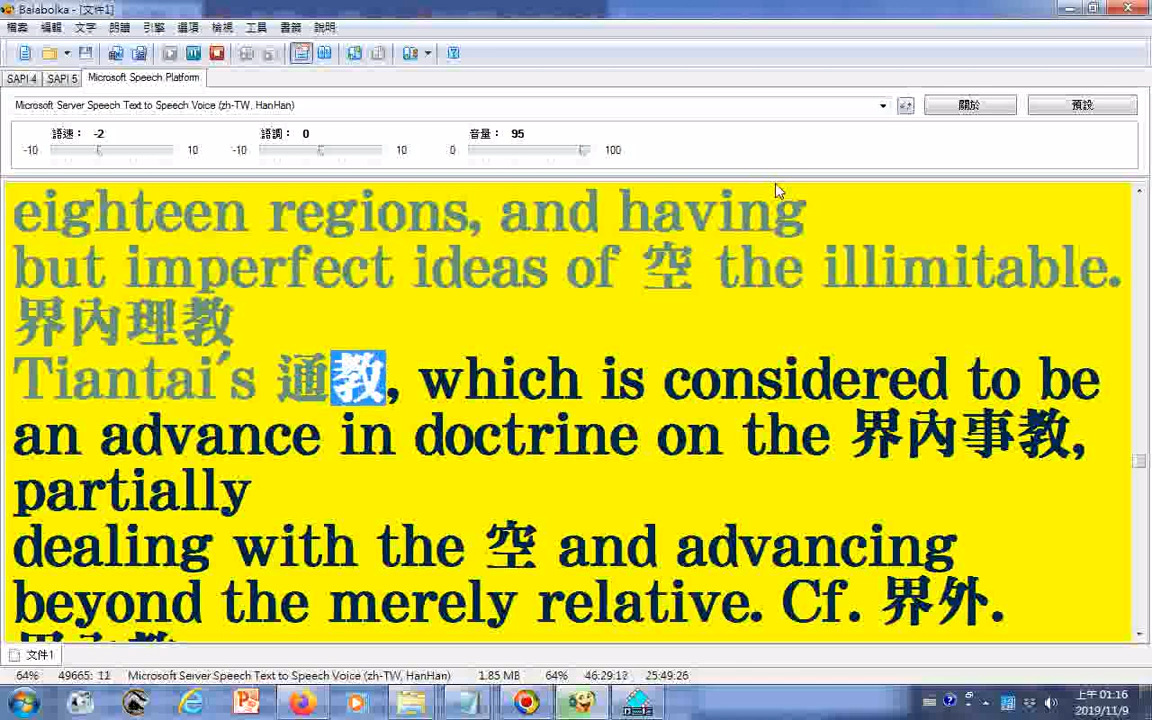 Balabolka - [文件1]
檔案 編輯 文字 朗讀 引擎 選項 檢視 工具 書籤 說明
SAPI 4 SAPI 5 Microsoft Speech Platform
Microsoft Server Speech Text to Speech Voice (zh-TW, HanHan) 關於 預設
語速： -2 語調： 0 音量： 95
-10 10 -10 10 0 100
eighteen regions, and having
but imperfect ideas of 空 the illimitable.
界內理教
Tiantai's 通教, which is considered to be
an advance in doctrine on the 界內事教,
partially
dealing with the 空 and advancing
beyond the merely relative. Cf. 界外.
文件1
64% 49665: 11 Microsoft Server Speech Text to Speech Voice (zh-TW, HanHan) 1.85 MB 64% 46:29:13 25:49:26
上午 01:16
2019/11/9